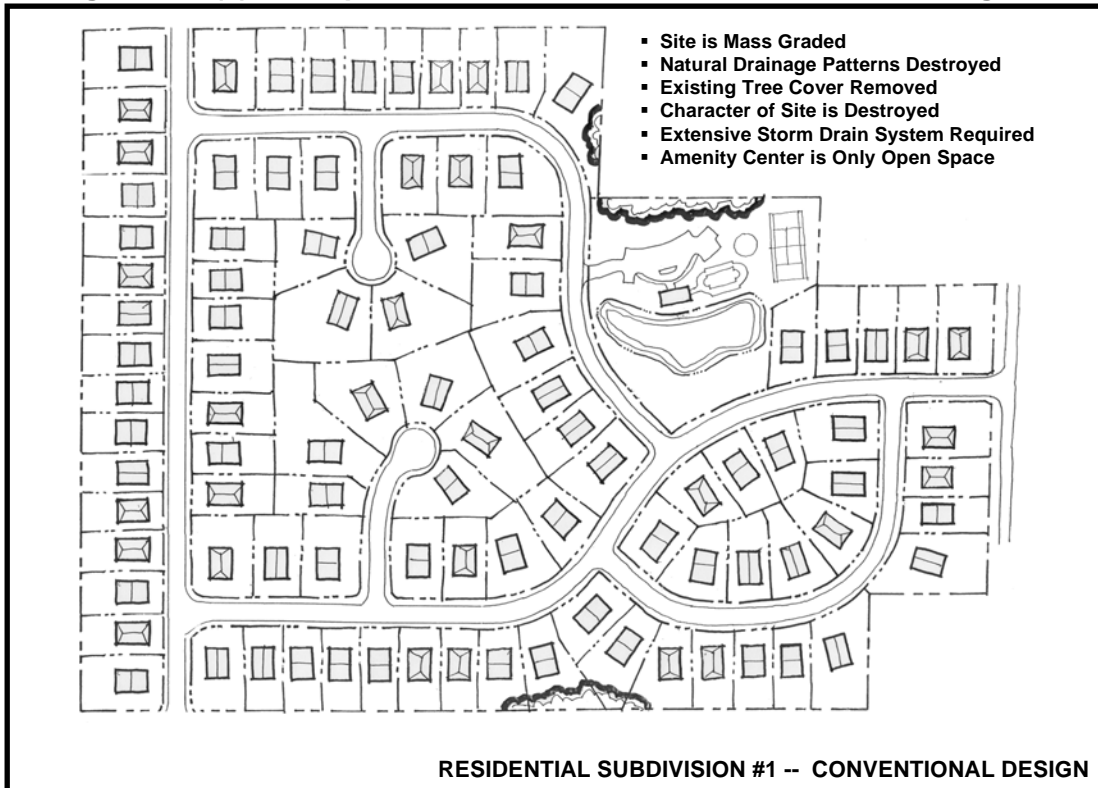 ▪ Site is Mass Graded
▪ Natural Drainage Patterns Destroyed
▪ Existing Tree Cover Removed
▪ Character of Site is Destroyed
▪ Extensive Storm Drain System Required
▪ Amenity Center is Only Open Space
RESIDENTIAL SUBDIVISION #1 -- CONVENTIONAL DESIGN